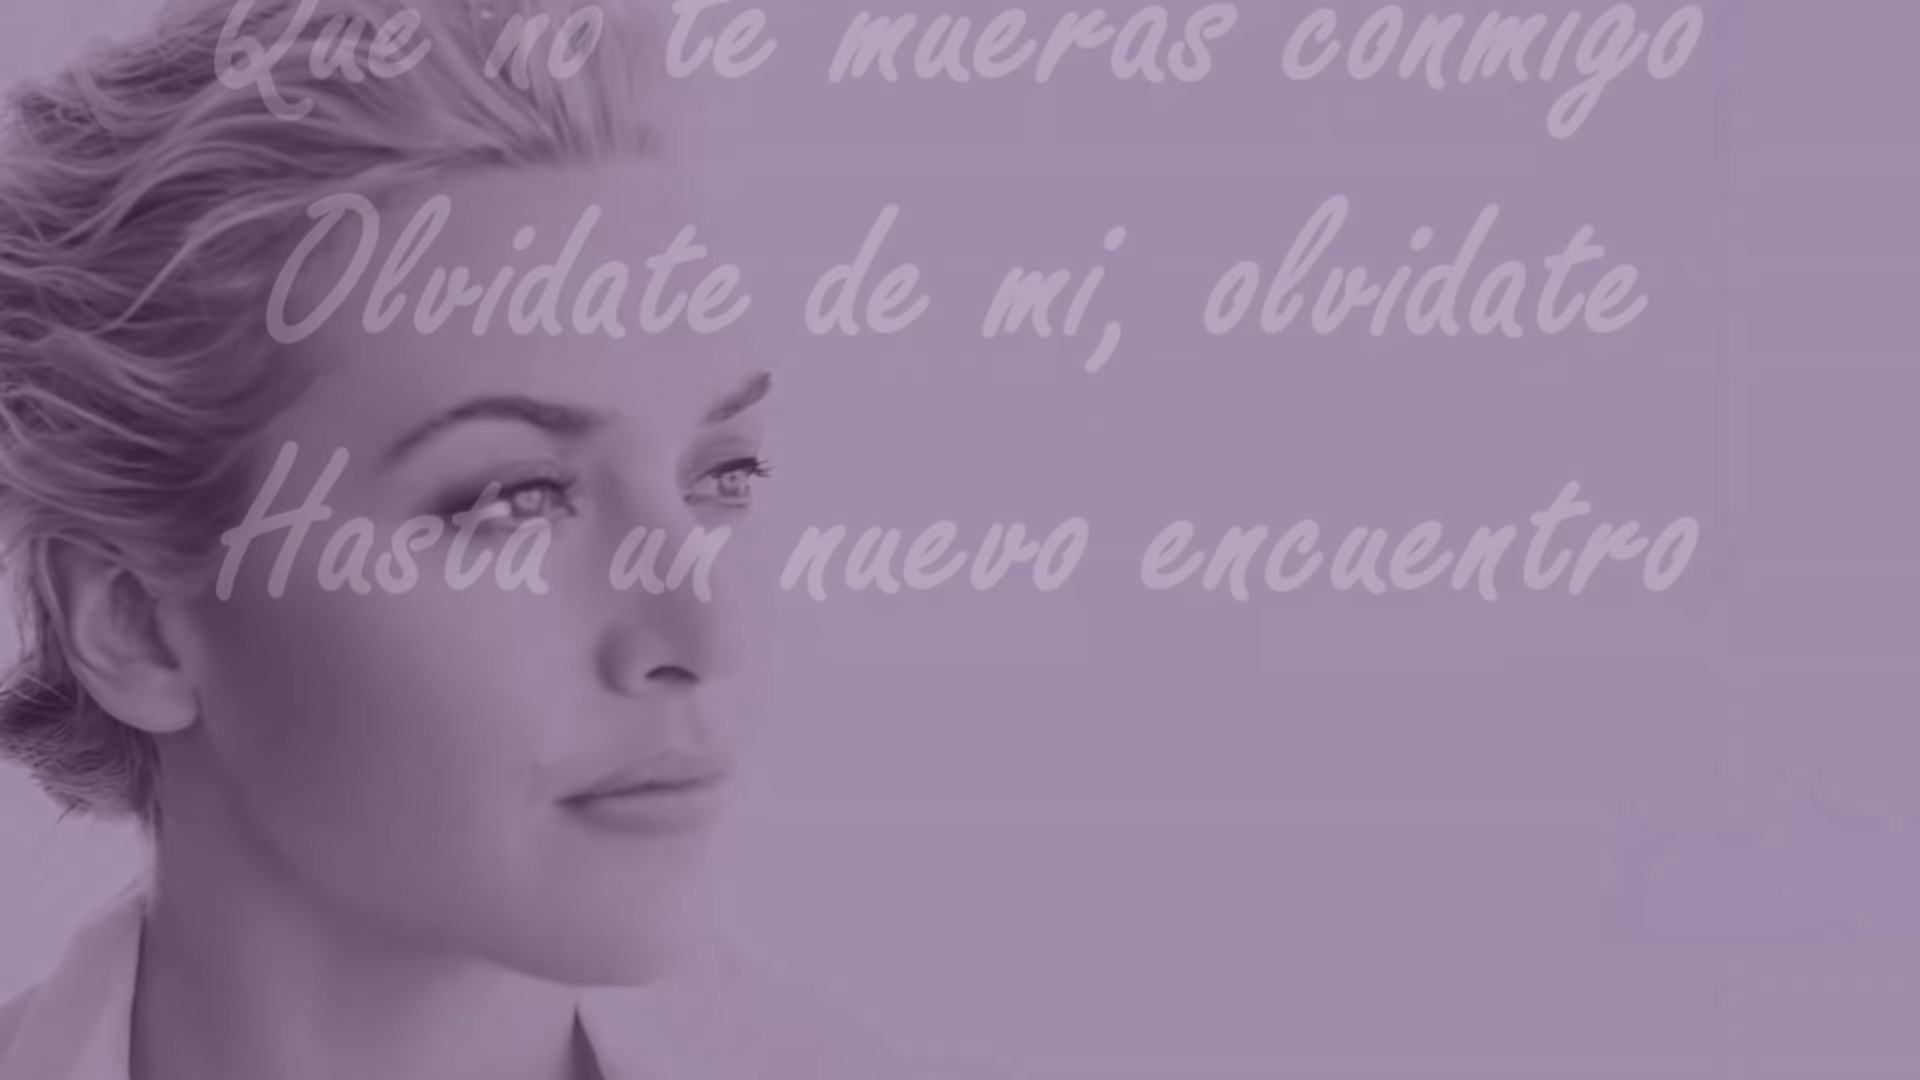 Que no te mueras conmigo
Olvidate de mi, olvidate
Hasta un nuevo encuentro